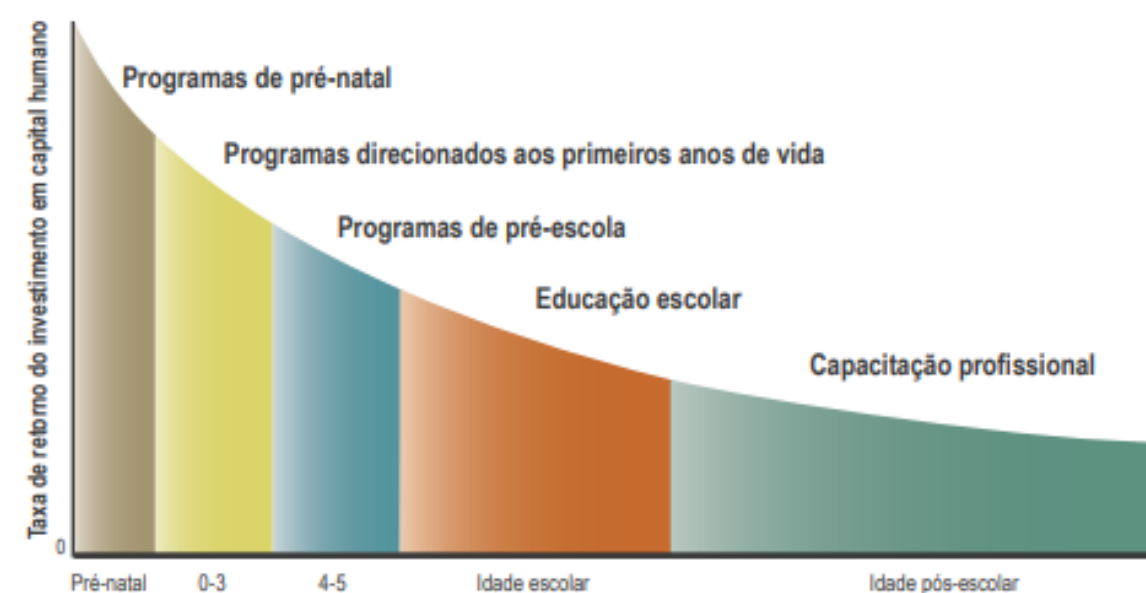 Taxa de retorno do investimento em capital humano
Programas de pré-natal
Programas direcionados aos primeiros anos de vida
Programas de pré-escola
Educação escolar
Capacitação profissional
0
Pré-natal
0-3
4-5
Idade escolar
Idade pós-escolar